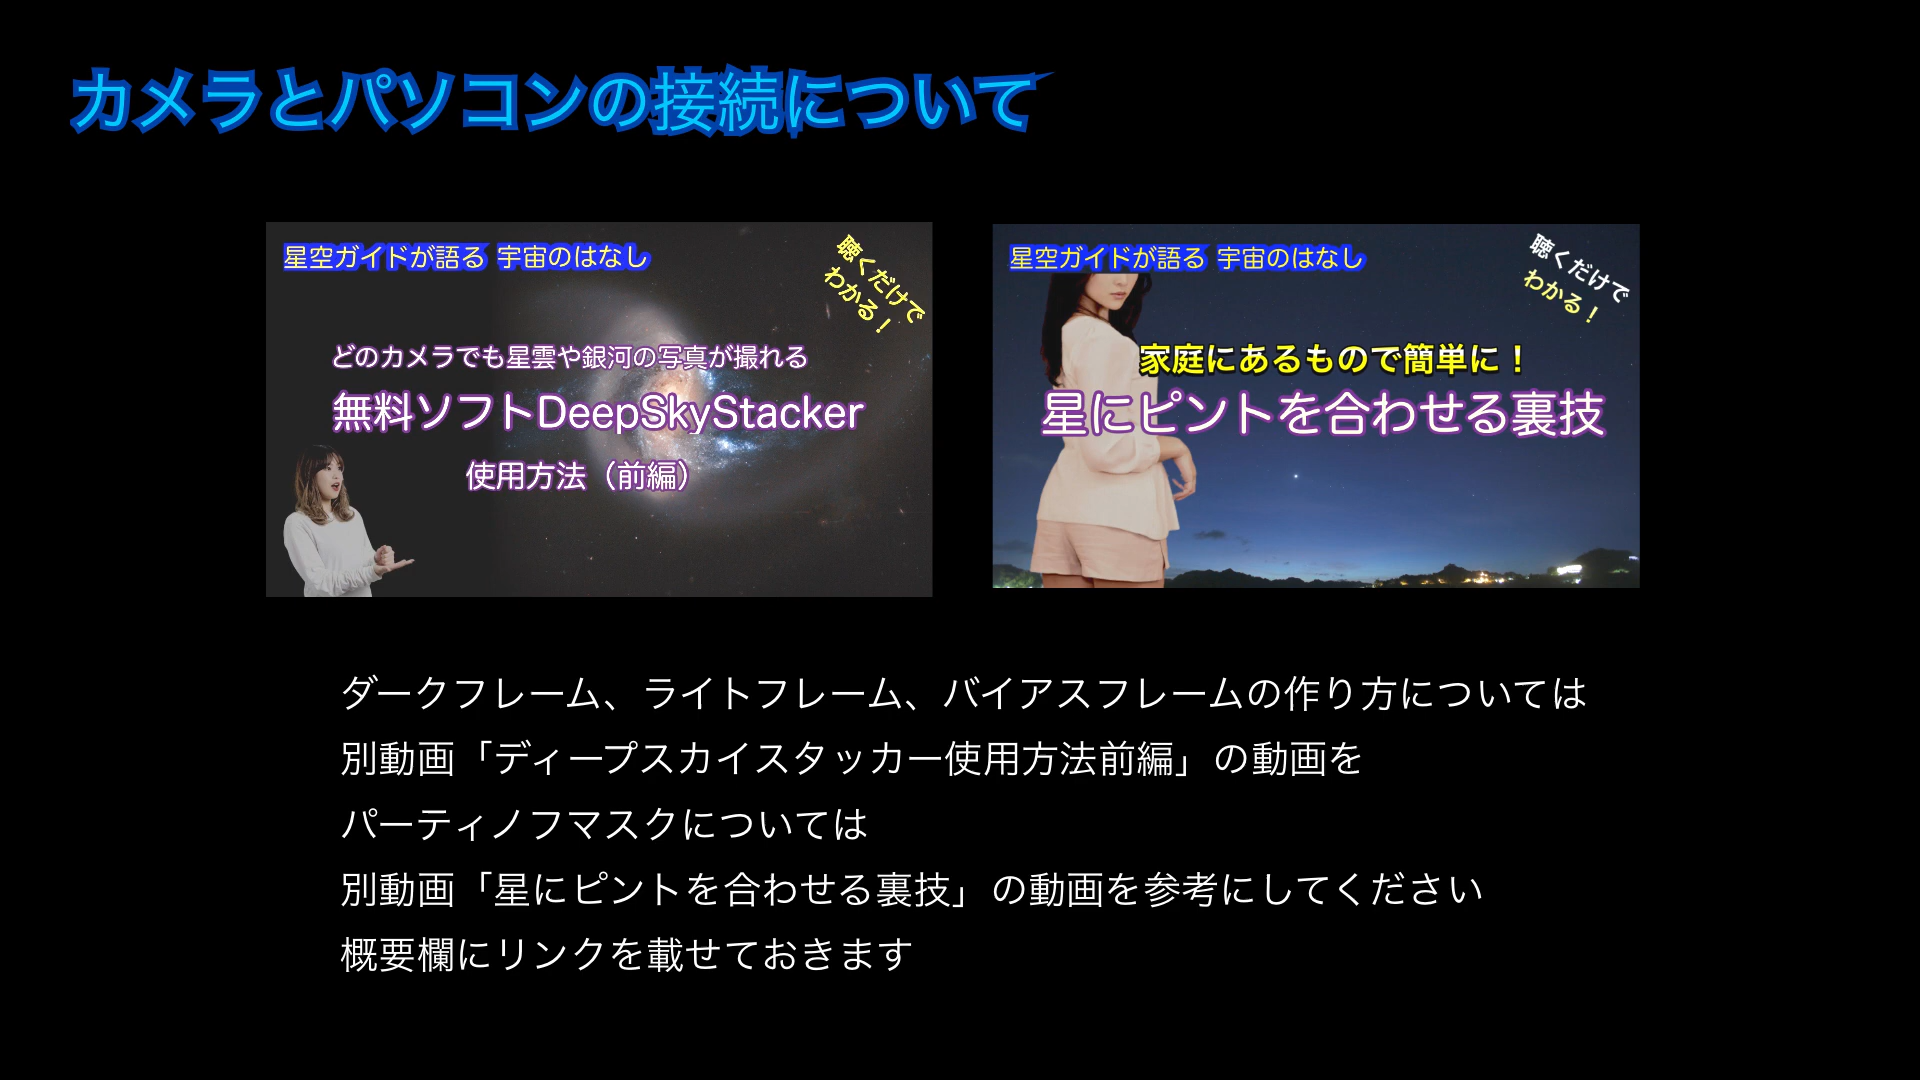 カメラとパソコンの接続について
星空ガイドが語る 宇宙のはなし
聴くだけで
わかる！
どのカメラでも星雲や銀河の写真が撮れる
無料ソフトDeepSkyStacker
使用方法（前編）
星空ガイドが語る 宇宙のはなし
聴くだけで
わかる！
家庭にあるもので簡単に！
星にピントを合わせる裏技
ダークフレーム、ライトフレーム、バイアスフレームの作り方については
別動画「ディープスカイスタッカー使用方法前編」の動画を
パーティノフマスクについては
別動画「星にピントを合わせる裏技」の動画を参考にしてください
概要欄にリンクを載せておきます